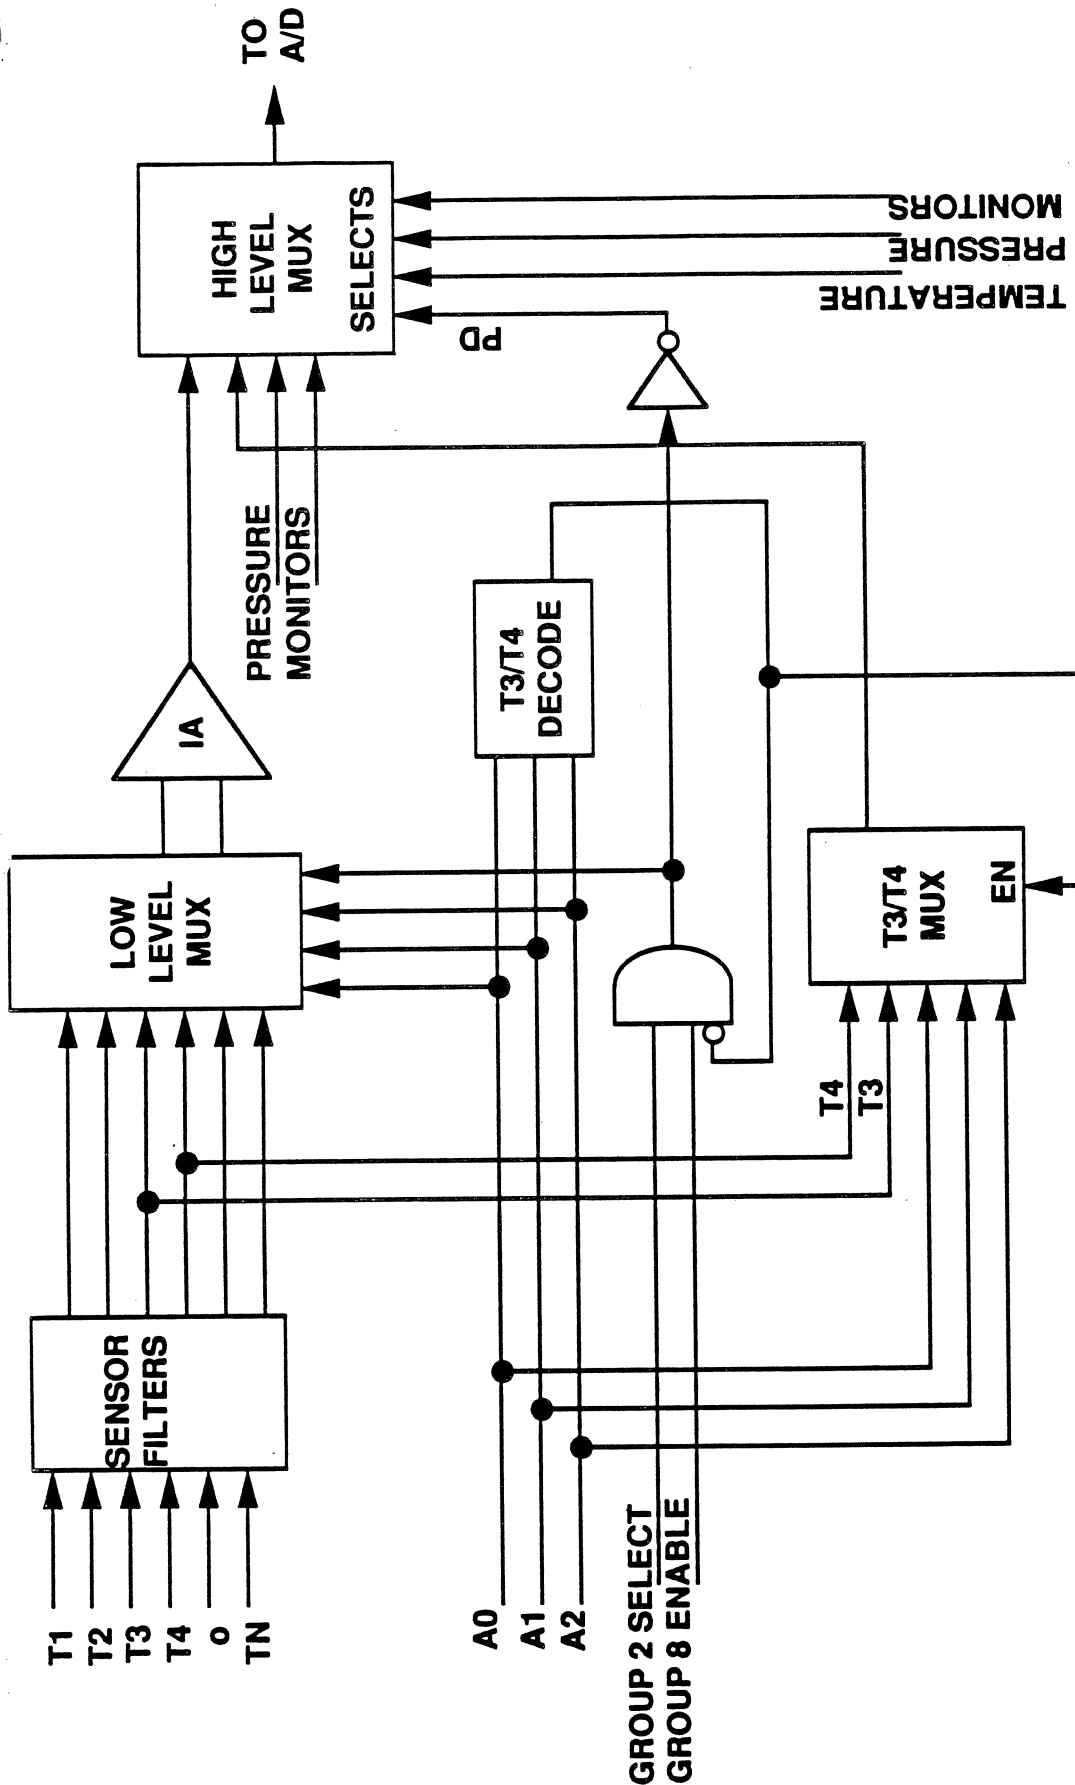 T1
T2
T3
T4
o
TN
SENSOR
FILTERS
LOW
LEVEL
MUX
IA
PRESSURE
MONITORS
HIGH
LEVEL
MUX
SELECTS
TO
A/D
PD
TEMPERATURE
PRESSURE
MONITORS
A0
A1
A2
T3/T4
DECODE
GROUP 2 SELECT
GROUP 8 ENABLE
T4
T3
T3/T4
MUX
EN